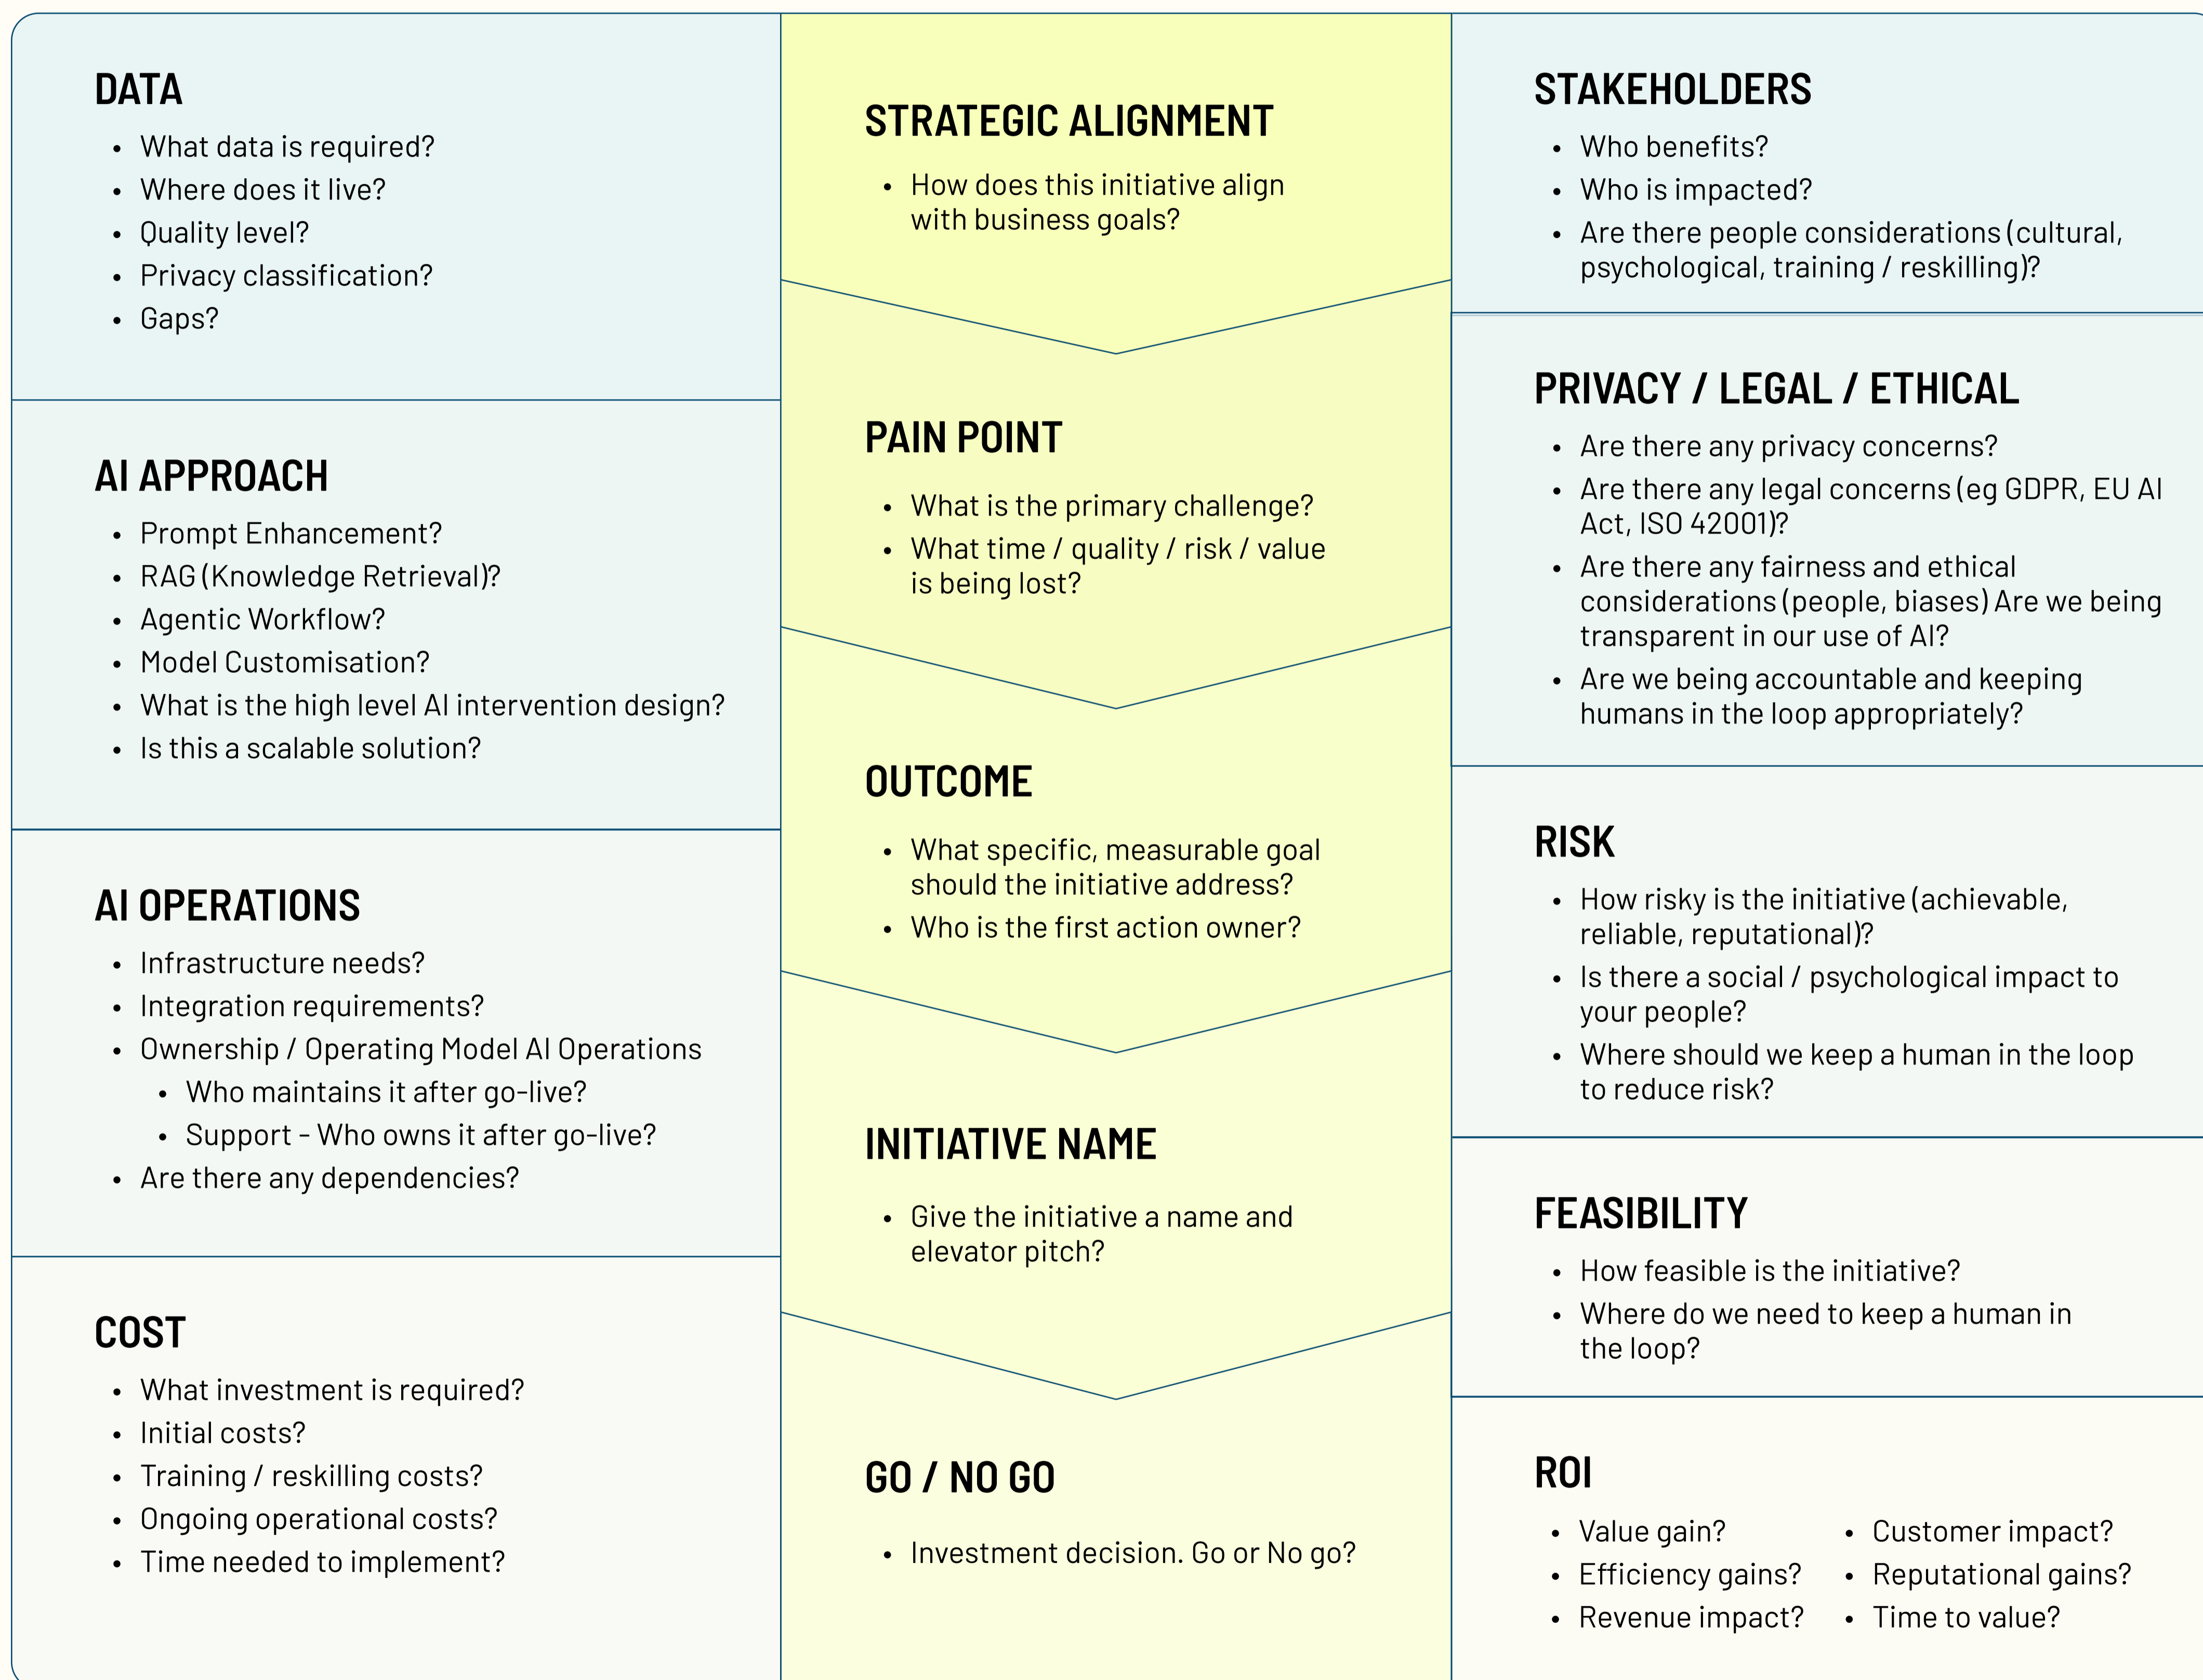 DATA
• What data is required?
• Where does it live?
• Quality level?
• Privacy classification?
• Gaps?
AI APPROACH
• Prompt Enhancement?
• RAG (Knowledge Retrieval)?
• Agentic Workflow?
• Model Customisation?
• What is the high level AI intervention design?
• Is this a scalable solution?
AI OPERATIONS
• Infrastructure needs?
• Integration requirements?
• Ownership / Operating Model AI Operations
• Who maintains it after go-live?
• Support - Who owns it after go-live?
• Are there any dependencies?
COST
• What investment is required?
• Initial costs?
• Training / reskilling costs?
• Ongoing operational costs?
• Time needed to implement?
STRATEGIC ALIGNMENT
• How does this initiative align
with business goals?
PAIN POINT
• What is the primary challenge?
• What time / quality / risk / value
is being lost?
OUTCOME
• What specific, measurable goal
should the initiative address?
• Who is the first action owner?
INITIATIVE NAME
• Give the initiative a name and
elevator pitch?
GO / NO GO
• Investment decision. Go or No go?
STAKEHOLDERS
• Who benefits?
• Who is impacted?
• Are there people considerations (cultural,
psychological, training / reskilling)?
PRIVACY / LEGAL / ETHICAL
• Are there any privacy concerns?
• Are there any legal concerns (eg GDPR, EU AI
Act, ISO 42001)?
• Are there any fairness and ethical
considerations (people, biases) Are we being
transparent in our use of AI?
• Are we being accountable and keeping
humans in the loop appropriately?
RISK
• How risky is the initiative (achievable,
reliable, reputational)?
• Is there a social / psychological impact to
your people?
• Where should we keep a human in the loop
to reduce risk?
FEASIBILITY
• How feasible is the initiative?
• Where do we need to keep a human in
the loop?
ROI
• Value gain?
• Efficiency gains?
• Revenue impact?
• Customer impact?
• Reputational gains?
• Time to value?